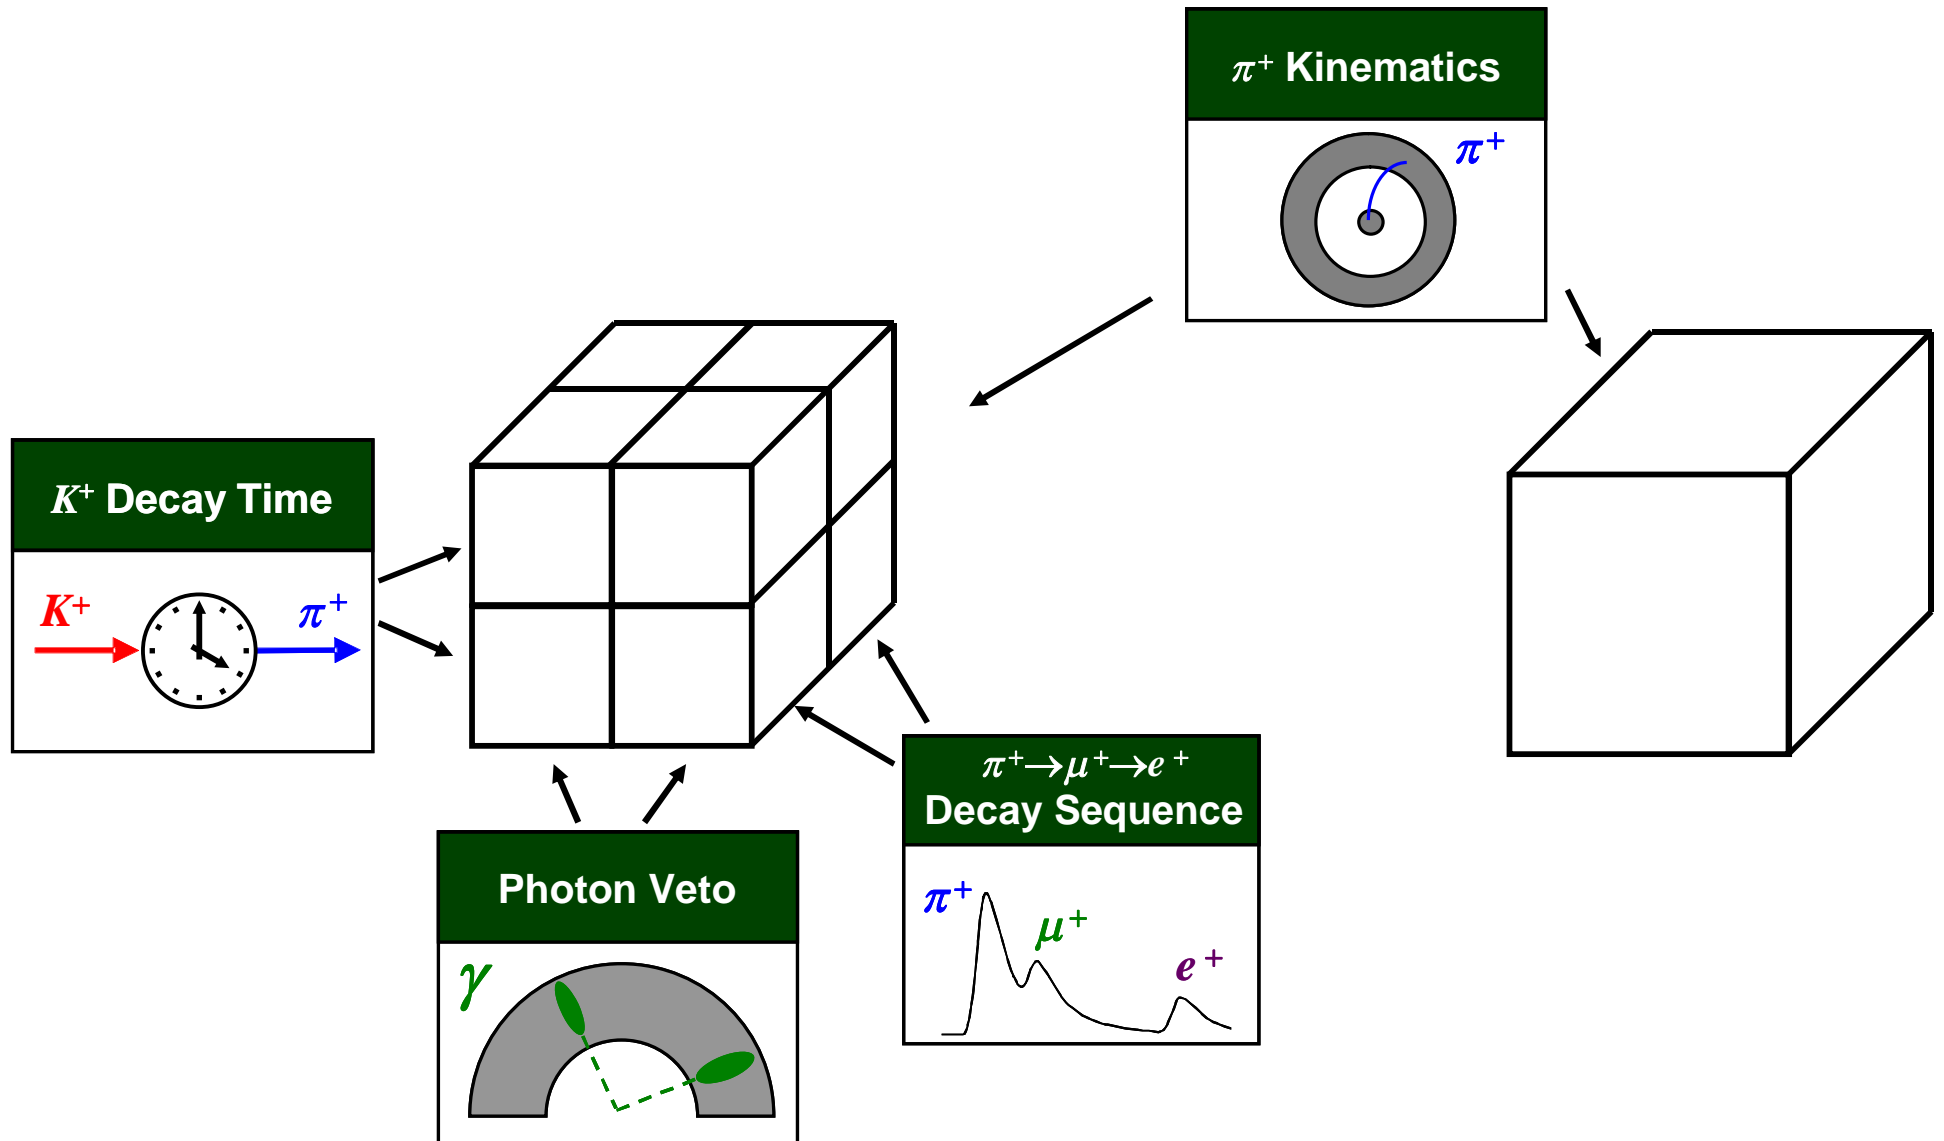 π⁺ Kinematics
π⁺
K⁺ Decay Time
K⁺
π⁺
π⁺→μ⁺→e⁺
Decay Sequence
π⁺
μ⁺
e⁺
Photon Veto
γ